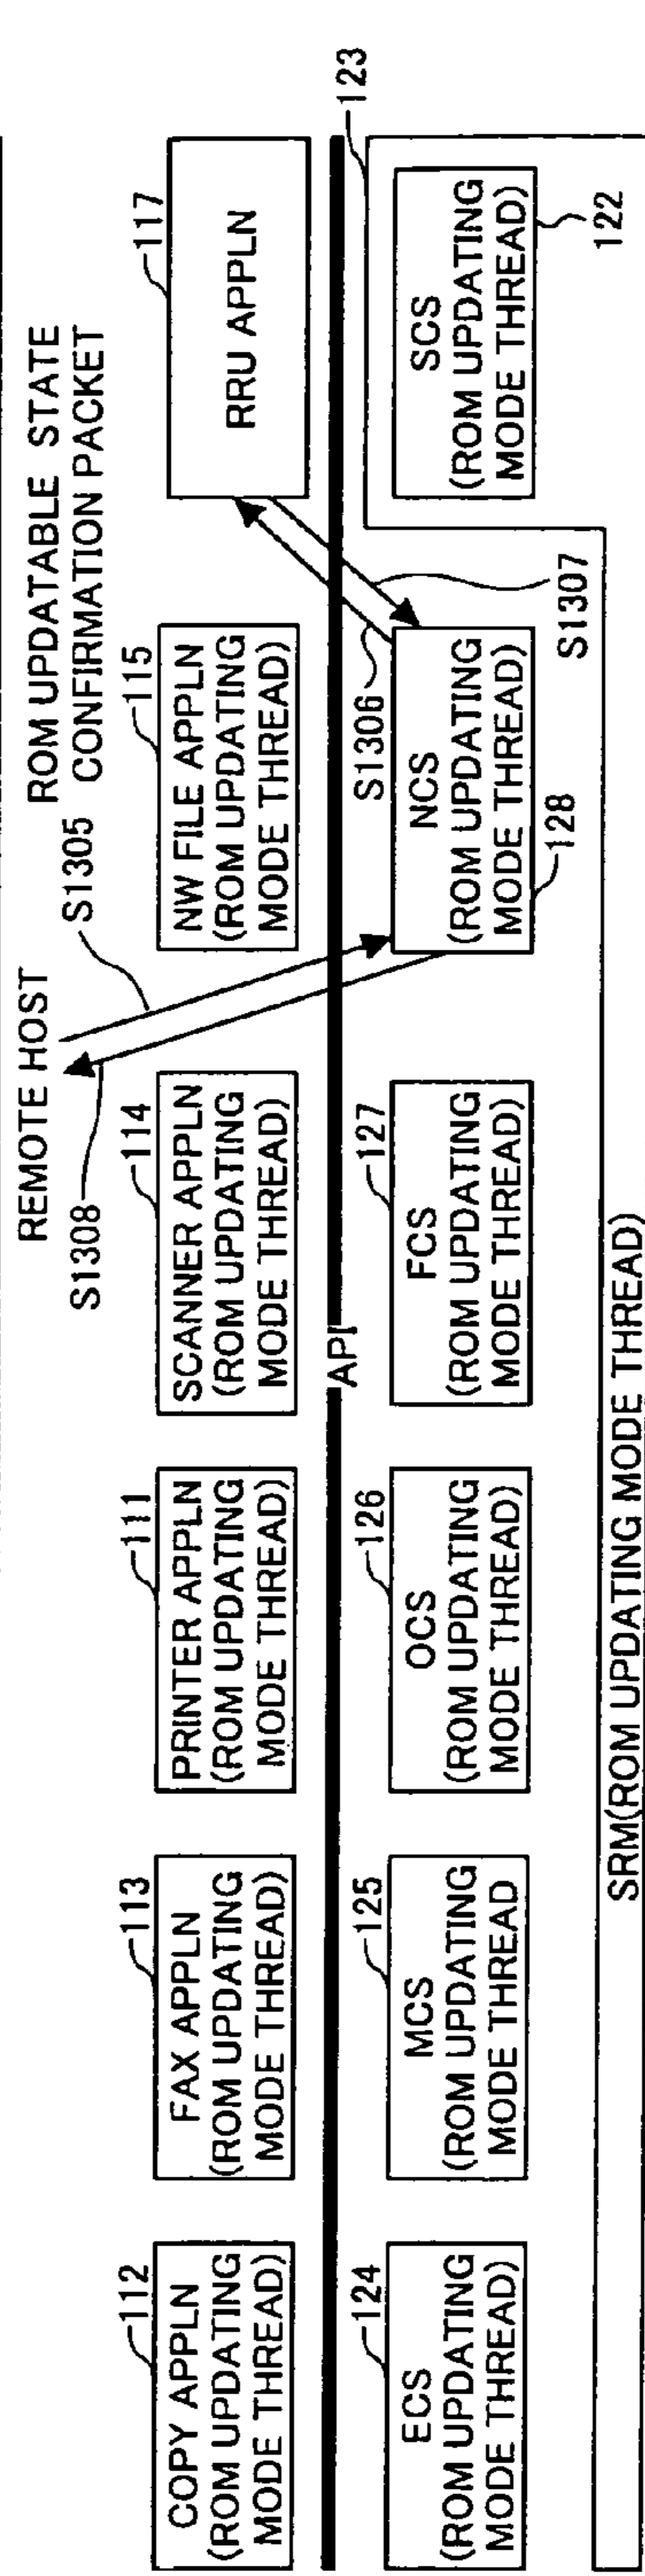 REMOTE HOST
S1308
S1305
ROM UPDATABLE STATE
CONFIRMATION PACKET
112
COPY APPLN
(ROM UPDATING
MODE THREAD)
113
FAX APPLN
(ROM UPDATING
MODE THREAD)
111
PRINTER APPLN
(ROM UPDATING
MODE THREAD)
114
SCANNER APPLN
(ROM UPDATING
MODE THREAD)
115
NW FILE APPLN
(ROM UPDATING
MODE THREAD)
117
RRU APPLN
API
123
124
ECS
(ROM UPDATING
MODE THREAD)
125
MCS
(ROM UPDATING
MODE THREAD
126
OCS
(ROM UPDATING
MODE THREAD)
127
FCS
(ROM UPDATING
MODE THREAD)
S1306
NCS
(ROM UPDATING
MODE THREAD)
128
S1307
SCS
(ROM UPDATING
MODE THREAD)
122
SRM(ROM UPDATING MODE THREAD)